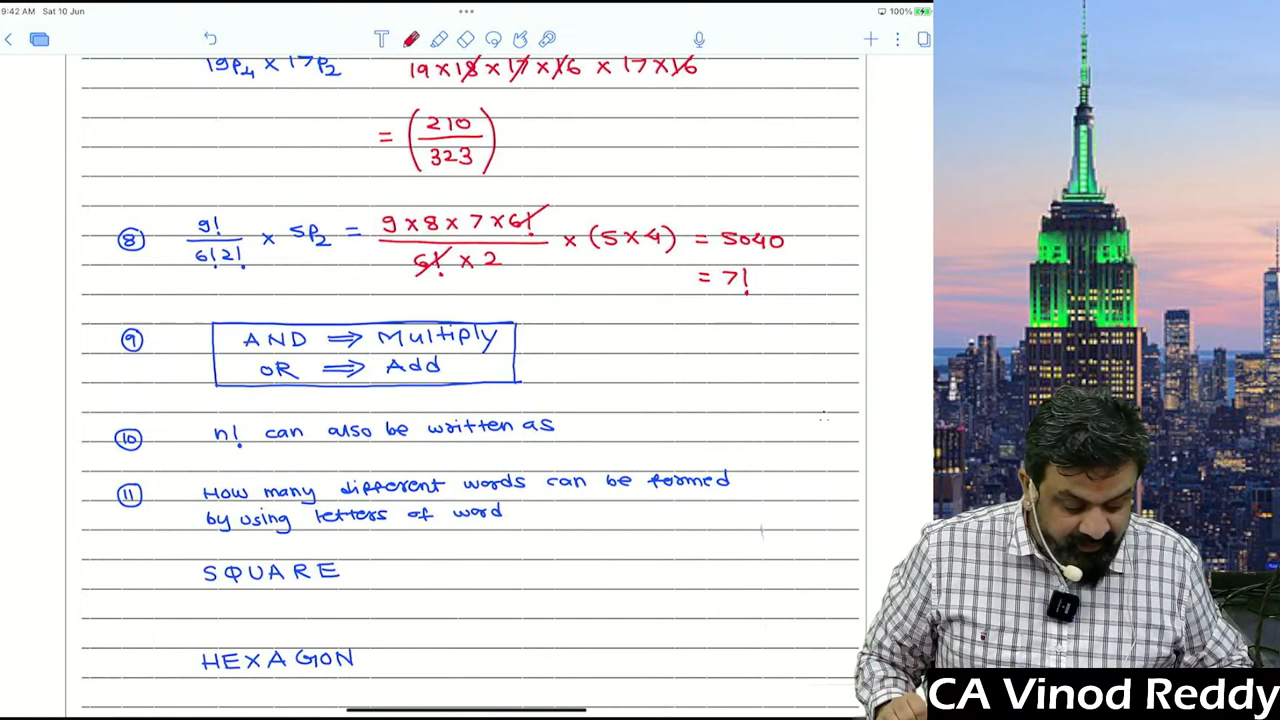 9:42 AM Sat 10 Jun
100%
19P₄ × 17P₂
19 × 18 × 17 × 16 × 17 × 16
= (210/323)
⑧ 9!/6!2! × 5P₂ = 9 × 8 × 7 × 6!/6! × 2 × (5 × 4) = 5040
= 7!
⑨ AND ⇒ Multiply
OR ⇒ Add
⑩ n! can also be written as
⑪ How many different words can be formed
by using letters of word
SQUARE
HEXAGON
CA Vinod Reddy